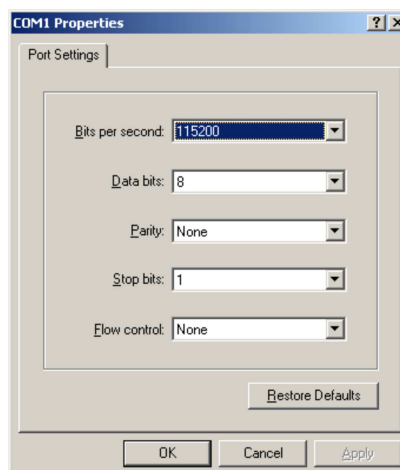 COM1 Properties
Port Settings
Bits per second: 115200
Data bits: 8
Parity: None
Stop bits: 1
Flow control: None
Restore Defaults
OK Cancel Apply